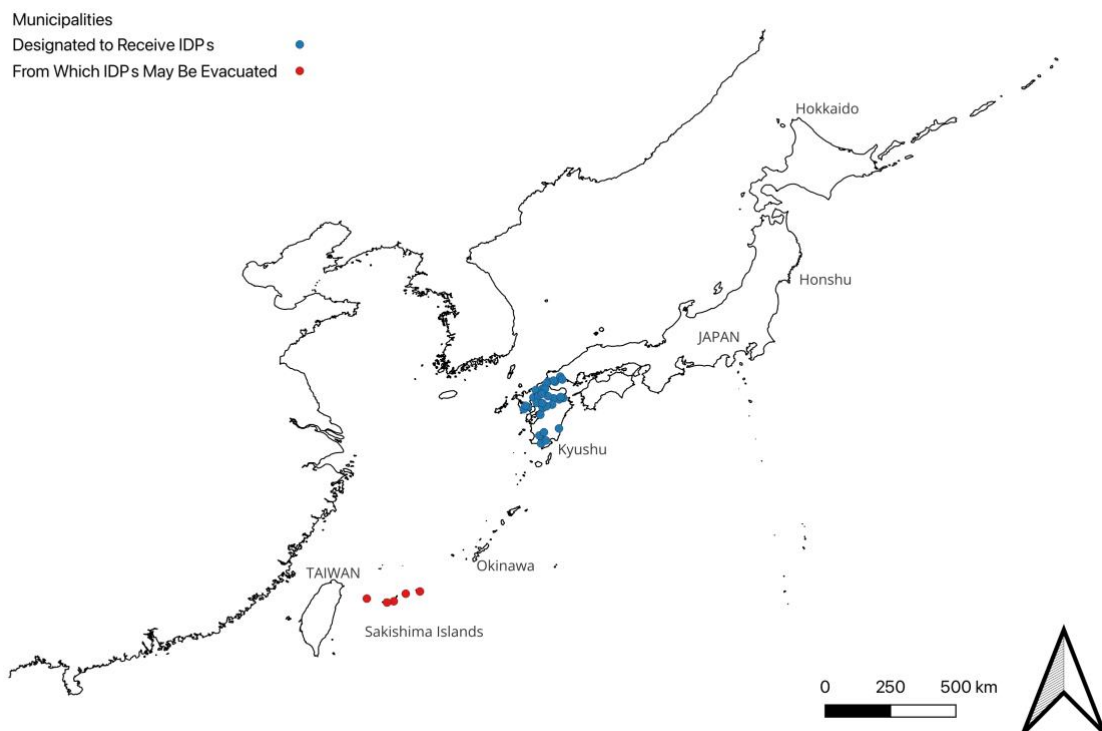 Municipalities
Designated to Receive IDPs
From Which IDPs May Be Evacuated
Hokkaido
Honshu
JAPAN
Kyushu
Okinawa
TAIWAN
Sakishima Islands
0 250 500 km